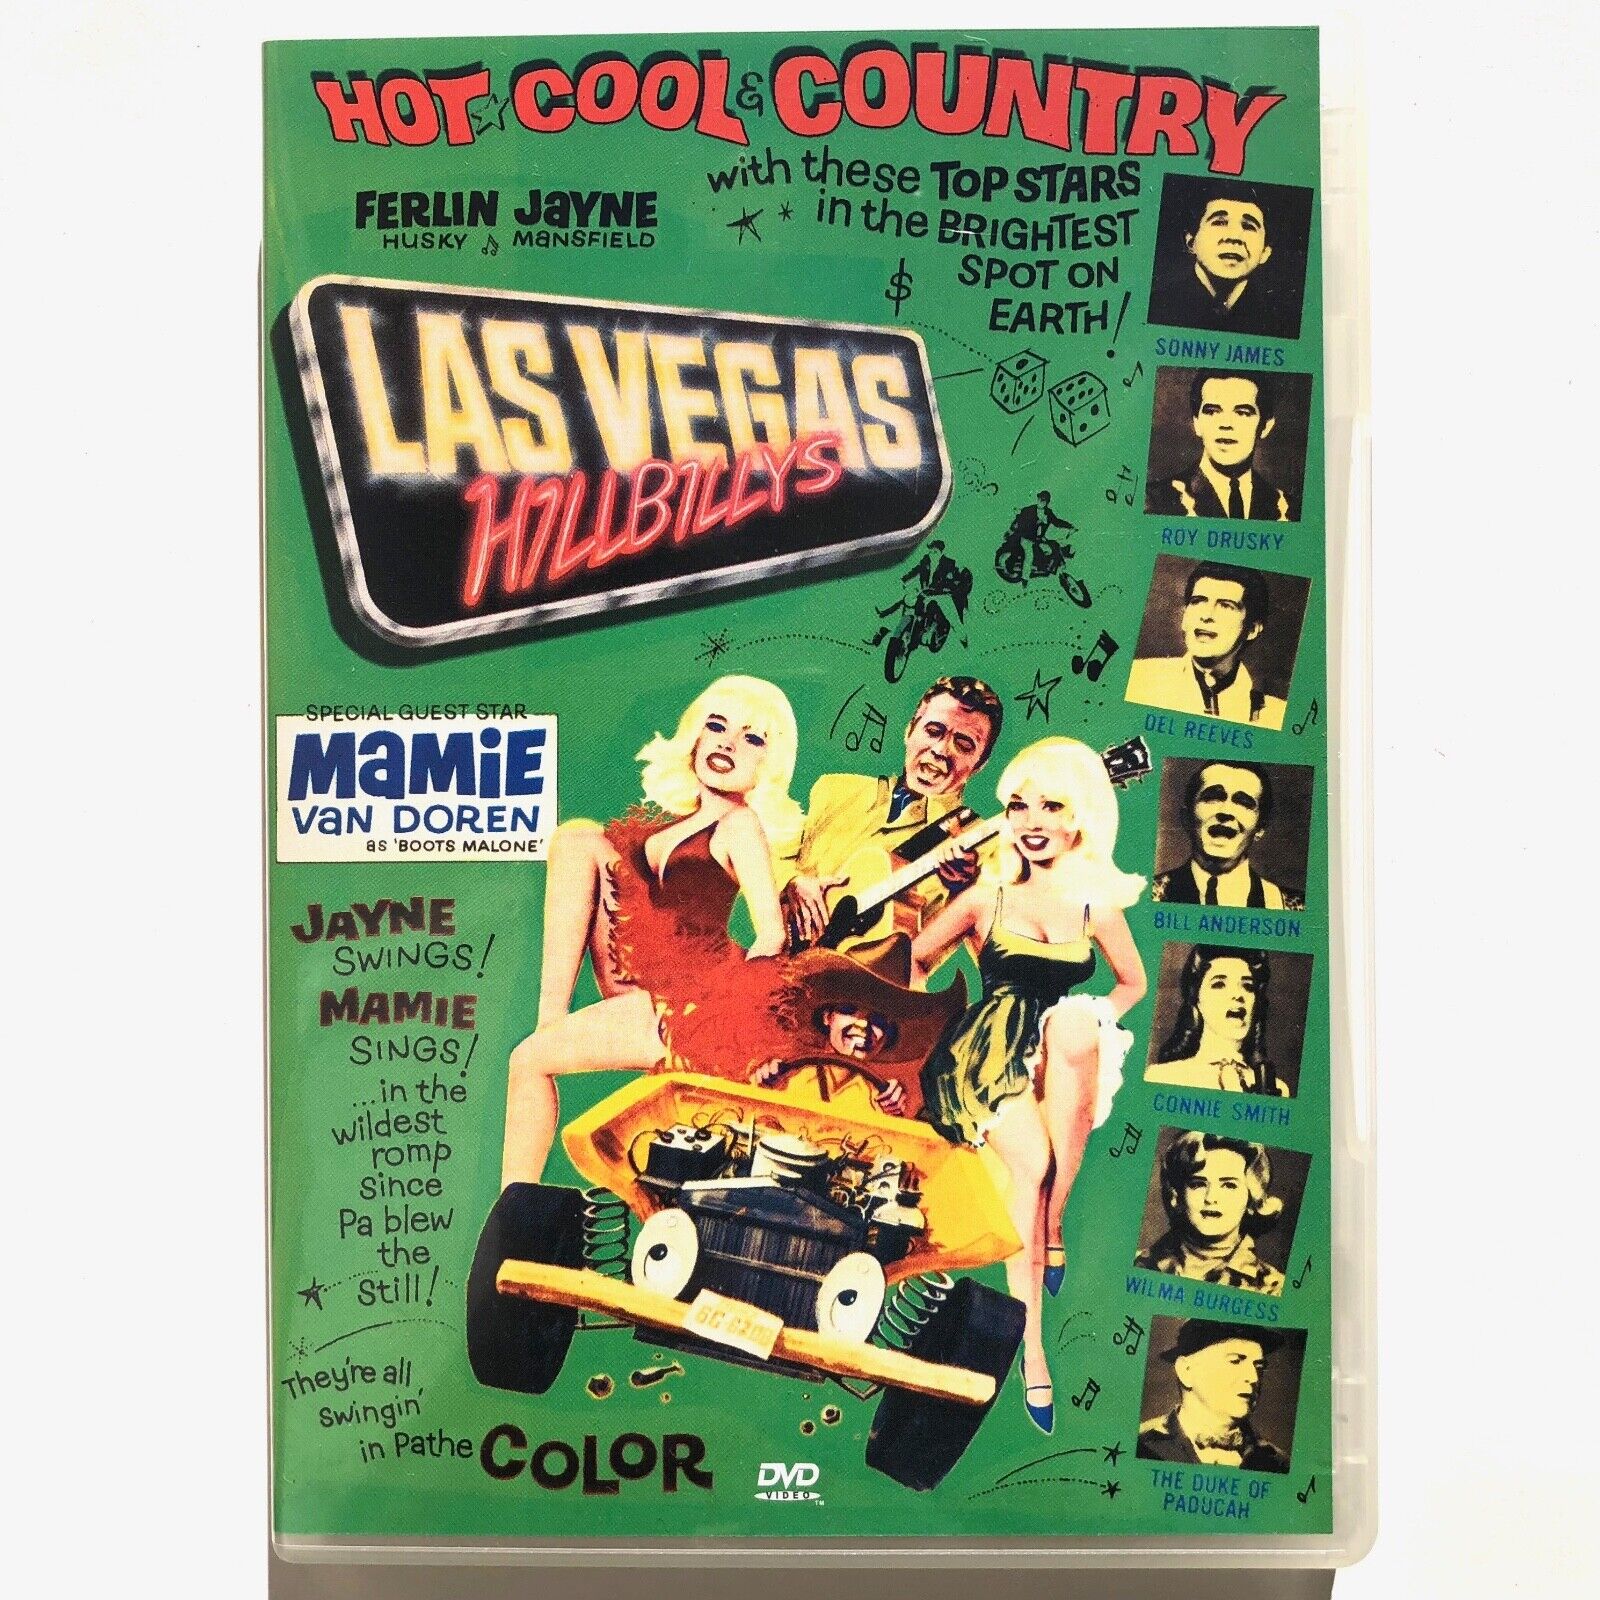 HOT COOL & COUNTRY
with these TOP STARS
in the BRIGHTEST
SPOT ON
EARTH!
FERLIN JAYNE
HUSKY MANSFIELD
$
LAS VEGAS
HILLBILLYS
SONNY JAMES
ROY DRUSKY
DEL REEVES
BILL ANDERSON
CONNIE SMITH
WILMA BURGESS
THE DUKE OF
PADUCAH
SPECIAL GUEST STAR
MAMIE
VAN DOREN
as 'BOOTS MALONE'
JAYNE
SWINGS!
MAMIE
SINGS!
...in the
wildest
romp
since
Pa blew
the
Still!
They're all
swingin'
in Pathe COLOR
DVD
VIDEO™